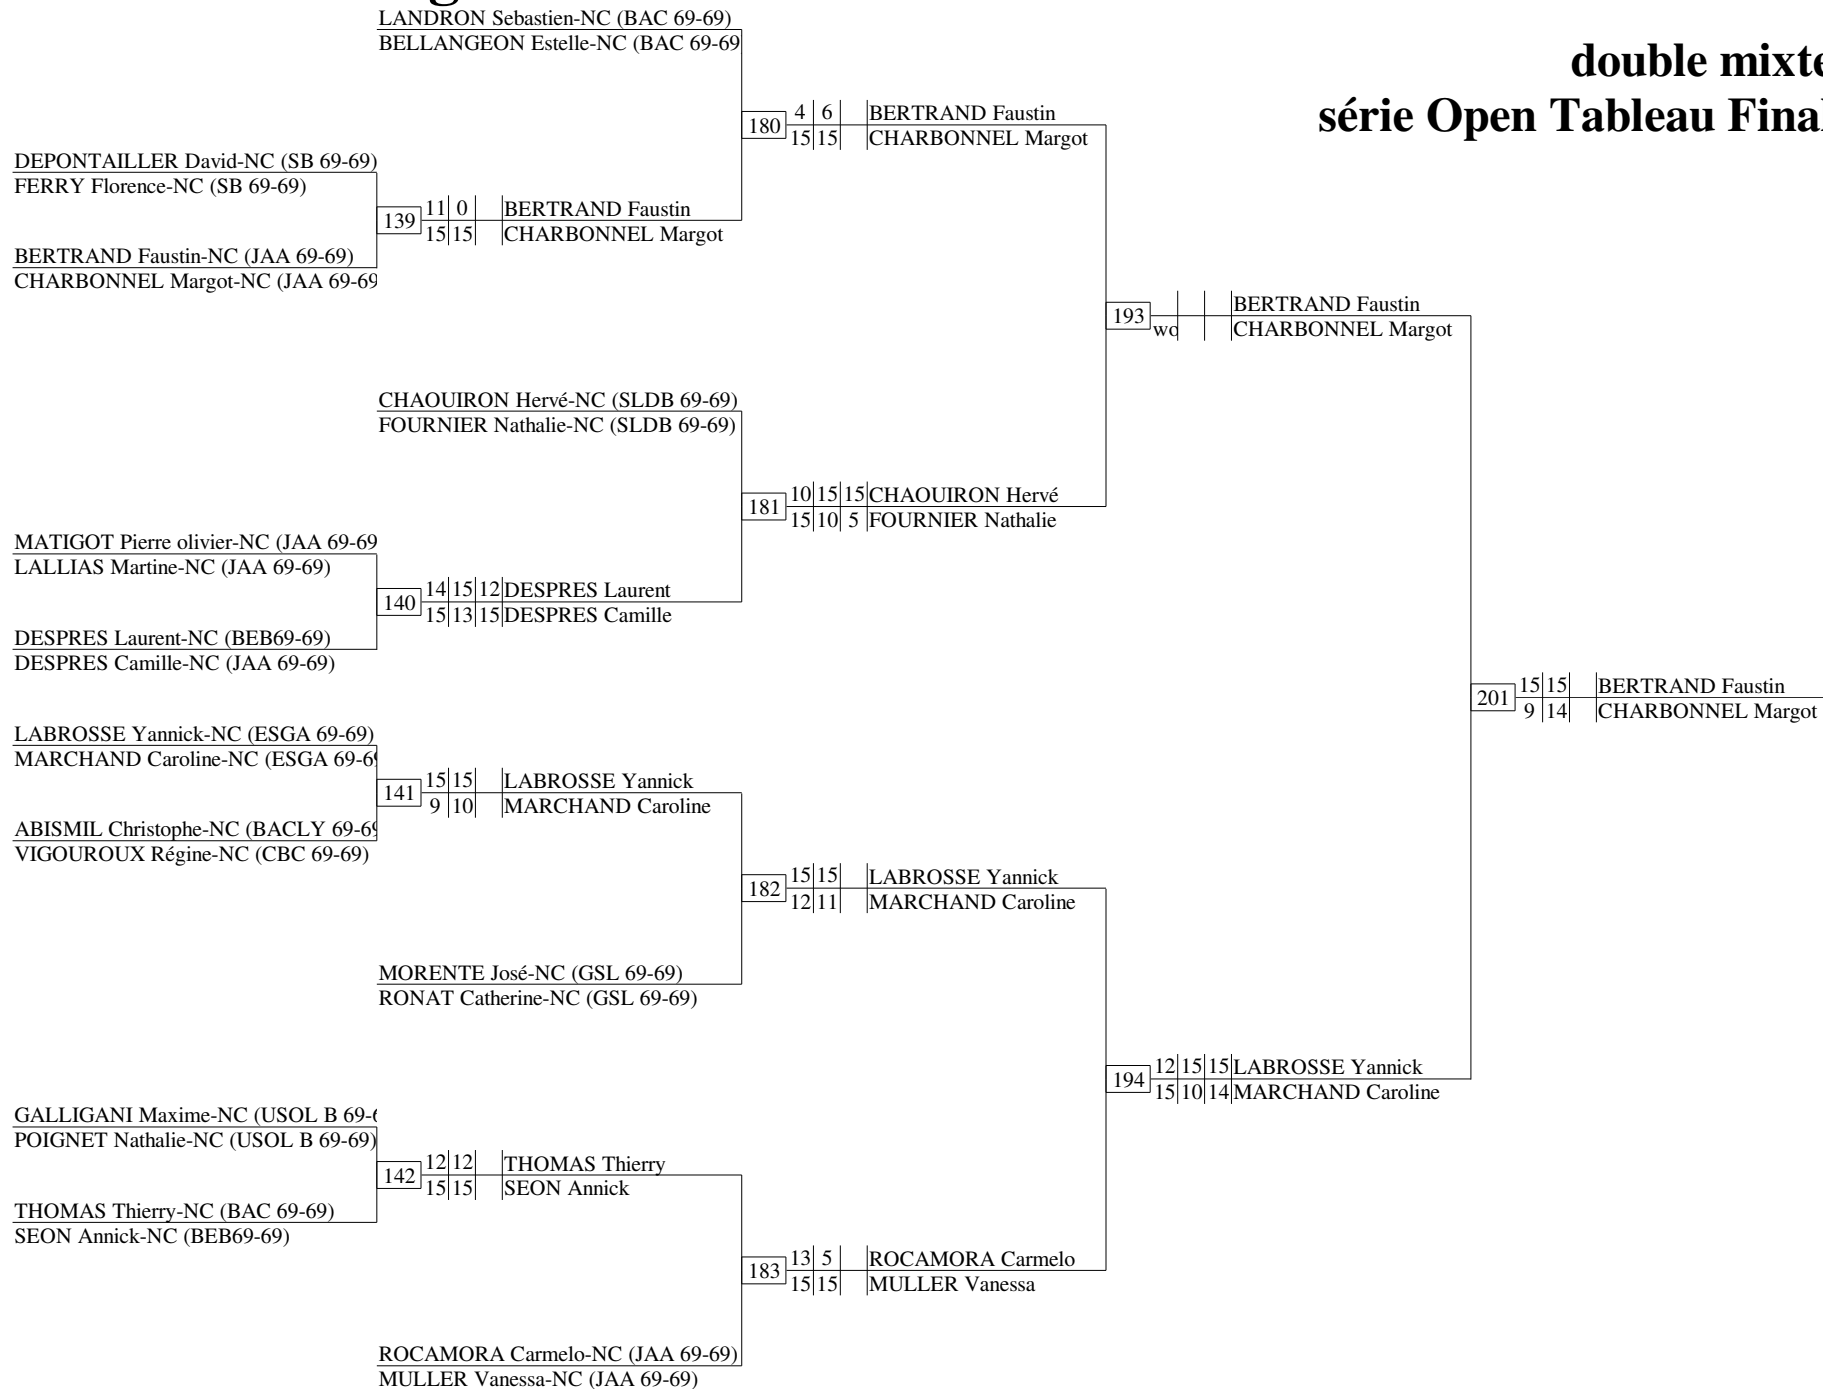 LANDRON Sebastien-NC (BAC 69-69)
BELLANGEON Estelle-NC (BAC 69-69
double mixte
série Open Tableau Final
180
4 6
15 15
BERTRAND Faustin
CHARBONNEL Margot
DEPONTAILLER David-NC (SB 69-69)
FERRY Florence-NC (SB 69-69)
139
11 0
15 15
BERTRAND Faustin
CHARBONNEL Margot
BERTRAND Faustin-NC (JAA 69-69)
CHARBONNEL Margot-NC (JAA 69-69
193
wo
BERTRAND Faustin
CHARBONNEL Margot
CHAOUIRON Hervé-NC (SLDB 69-69)
FOURNIER Nathalie-NC (SLDB 69-69)
181
10 15 15
15 10 5
CHAOUIRON Hervé
FOURNIER Nathalie
MATIGOT Pierre olivier-NC (JAA 69-69
LALLIAS Martine-NC (JAA 69-69)
140
14 15 12
15 13 15
DESPRES Laurent
DESPRES Camille
DESPRES Laurent-NC (BEB69-69)
DESPRES Camille-NC (JAA 69-69)
201
15 15
9 14
BERTRAND Faustin
CHARBONNEL Margot
LABROSSE Yannick-NC (ESGA 69-69)
MARCHAND Caroline-NC (ESGA 69-69
141
15 15
9 10
LABROSSE Yannick
MARCHAND Caroline
ABISMIL Christophe-NC (BACLY 69-69
VIGOUROUX Régine-NC (CBC 69-69)
182
15 15
12 11
LABROSSE Yannick
MARCHAND Caroline
MORENTE José-NC (GSL 69-69)
RONAT Catherine-NC (GSL 69-69)
194
12 15 15
15 10 14
LABROSSE Yannick
MARCHAND Caroline
GALLIGANI Maxime-NC (USOL B 69-6
POIGNET Nathalie-NC (USOL B 69-69)
142
12 12
15 15
THOMAS Thierry
SEON Annick
THOMAS Thierry-NC (BAC 69-69)
SEON Annick-NC (BEB69-69)
183
13 5
15 15
ROCAMORA Carmelo
MULLER Vanessa
ROCAMORA Carmelo-NC (JAA 69-69)
MULLER Vanessa-NC (JAA 69-69)